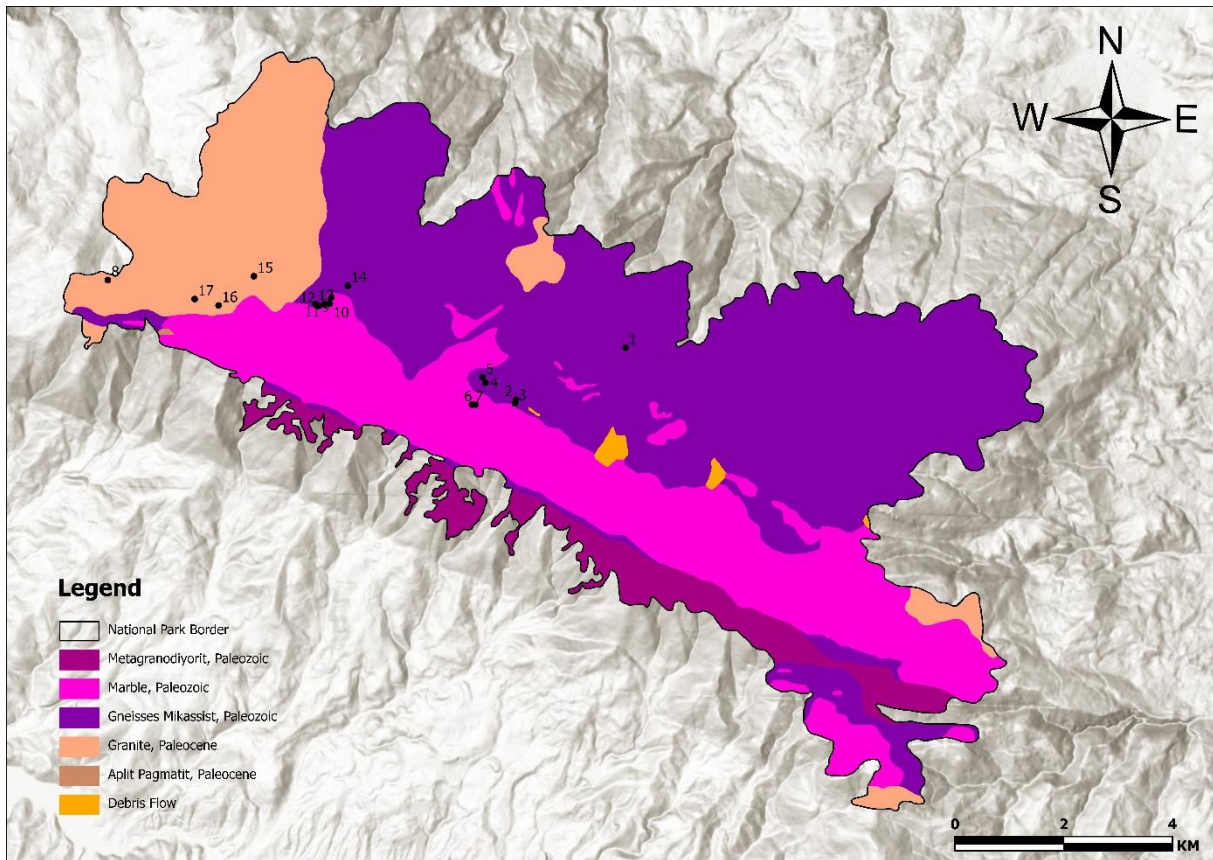 N
W E
S
8
15
14
17
16
12 13
11 9 10
1
5
4
2 3
6 7
Legend
National Park Border
Metagranodiyorit, Paleozoic
Marble, Paleozoic
Gneisses Mikassist, Paleozoic
Granite, Paleocene
Aplit Pagmatit, Paleocene
Debris Flow
0 2 4
KM